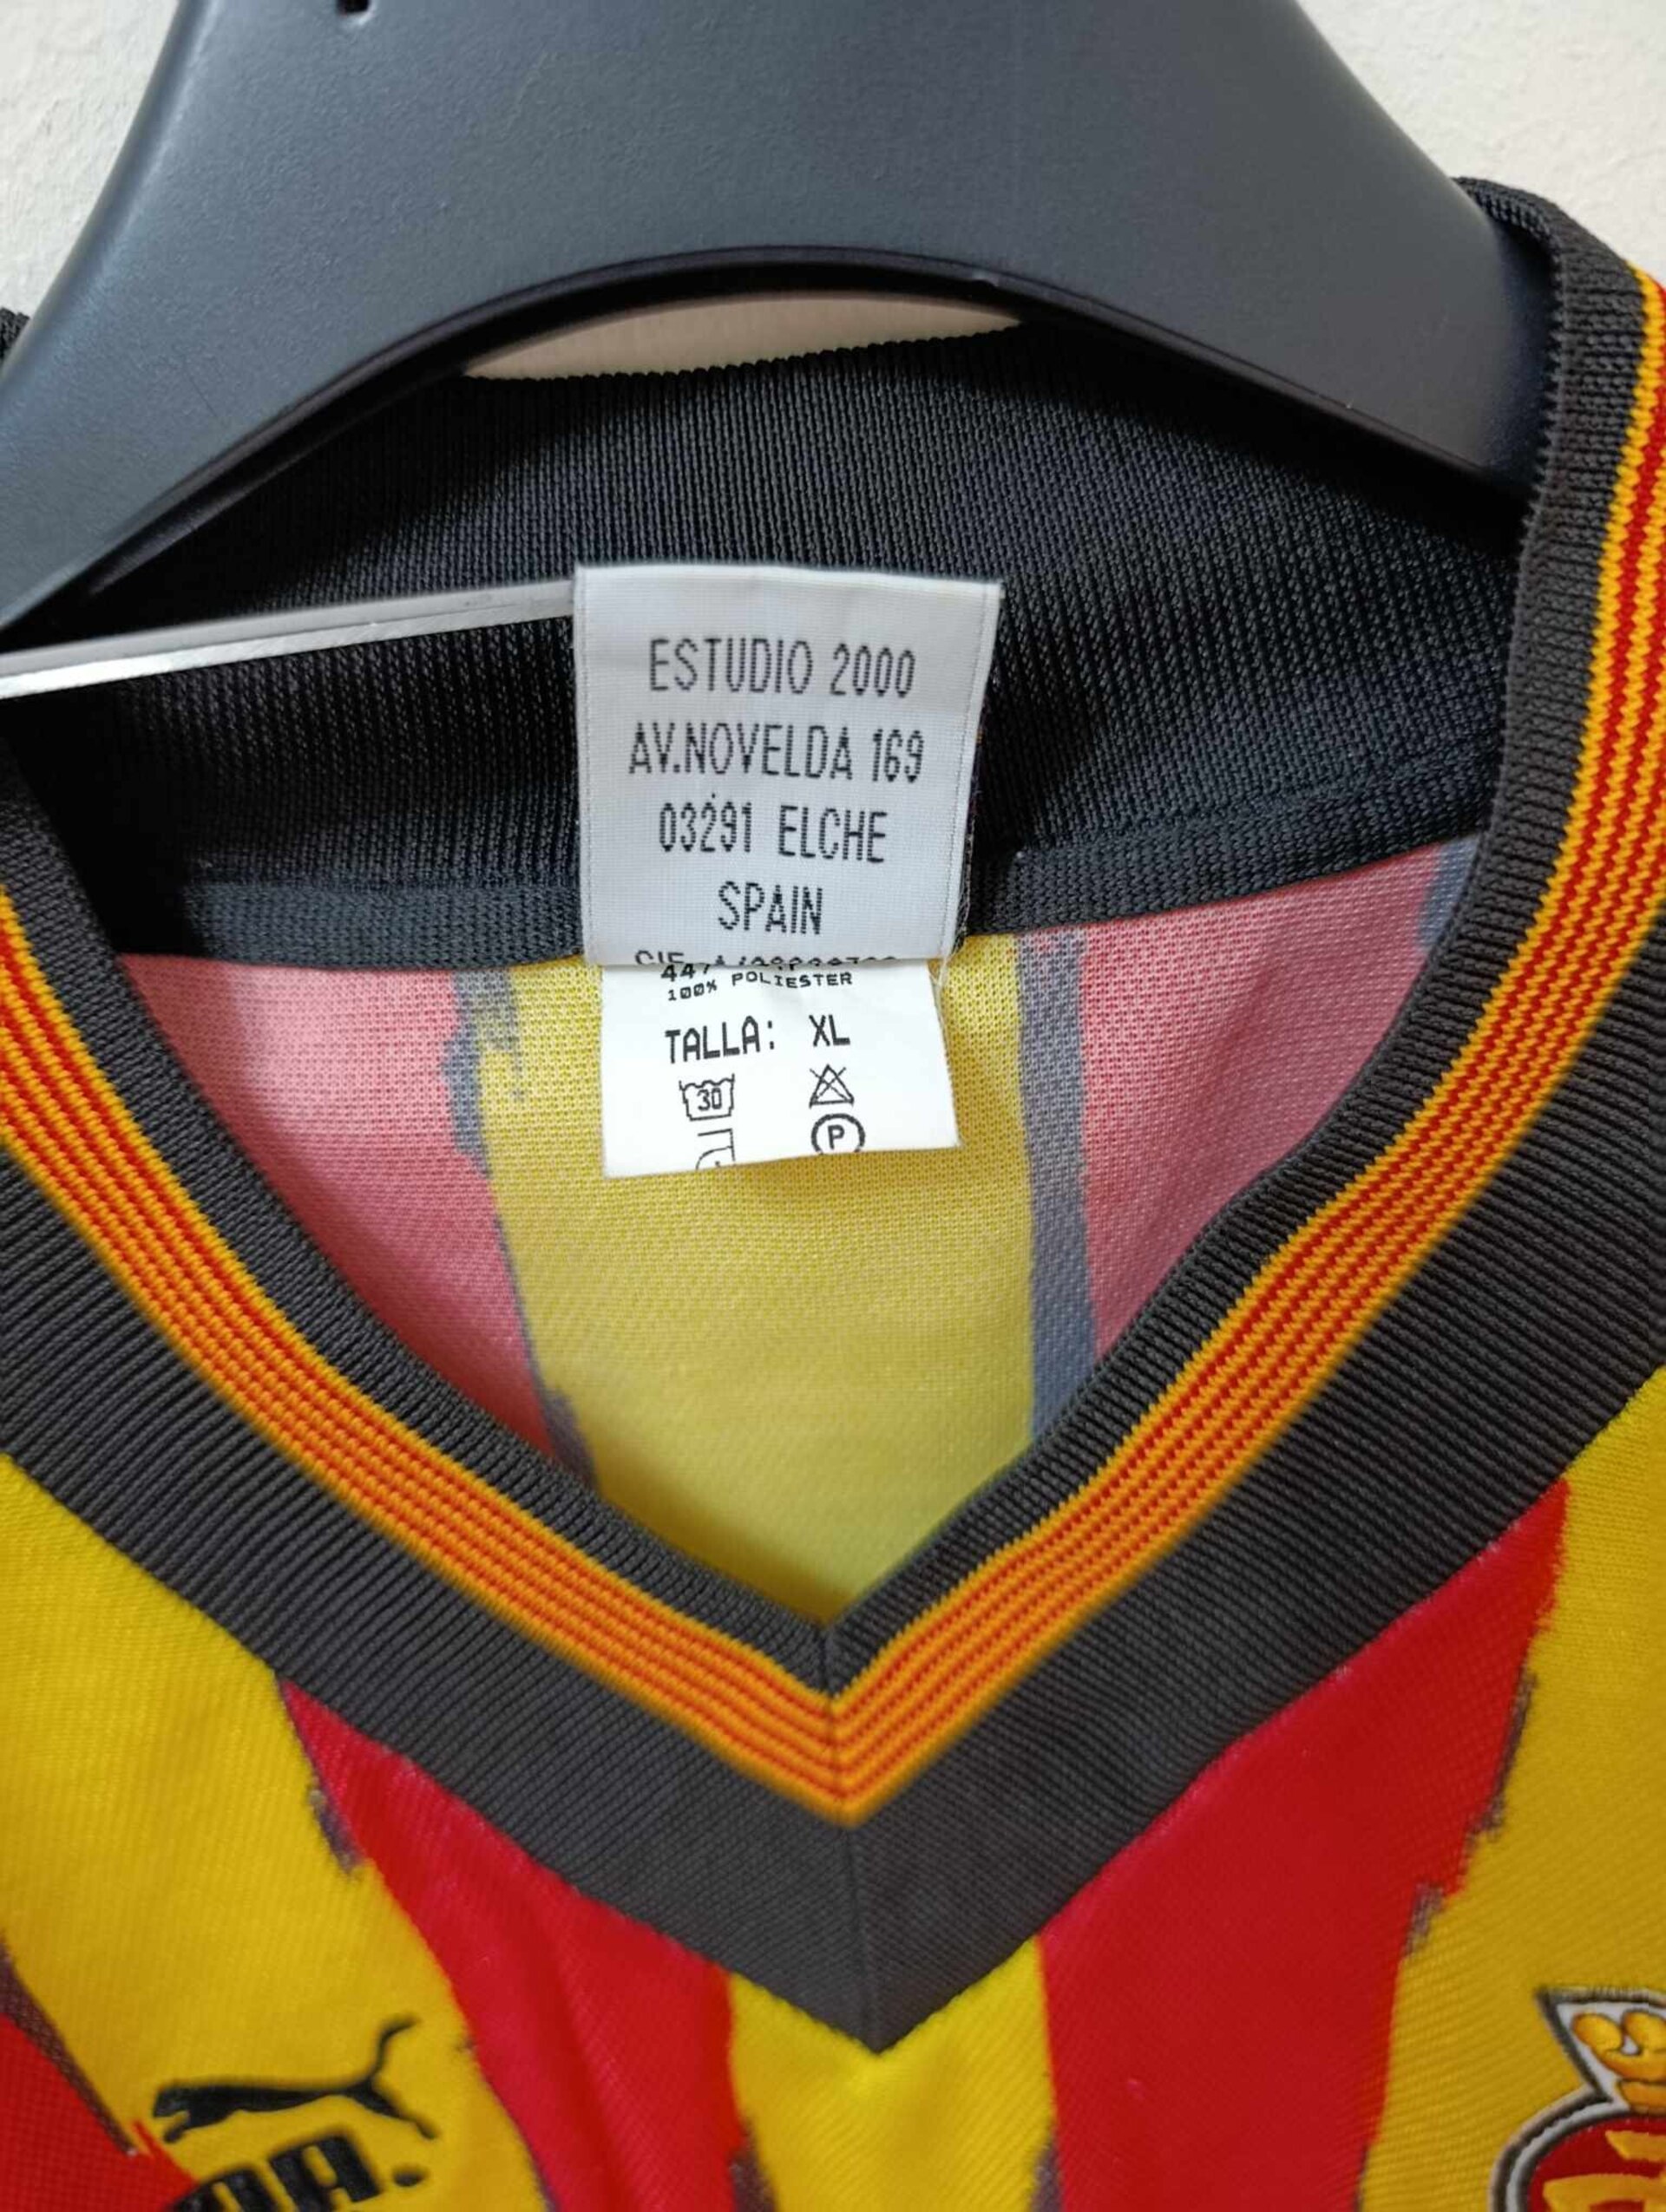 ESTUDIO 2000
AV.NOVELDA 169
03291 ELCHE
SPAIN
100% POLIESTER
TALLA: XL
30
P